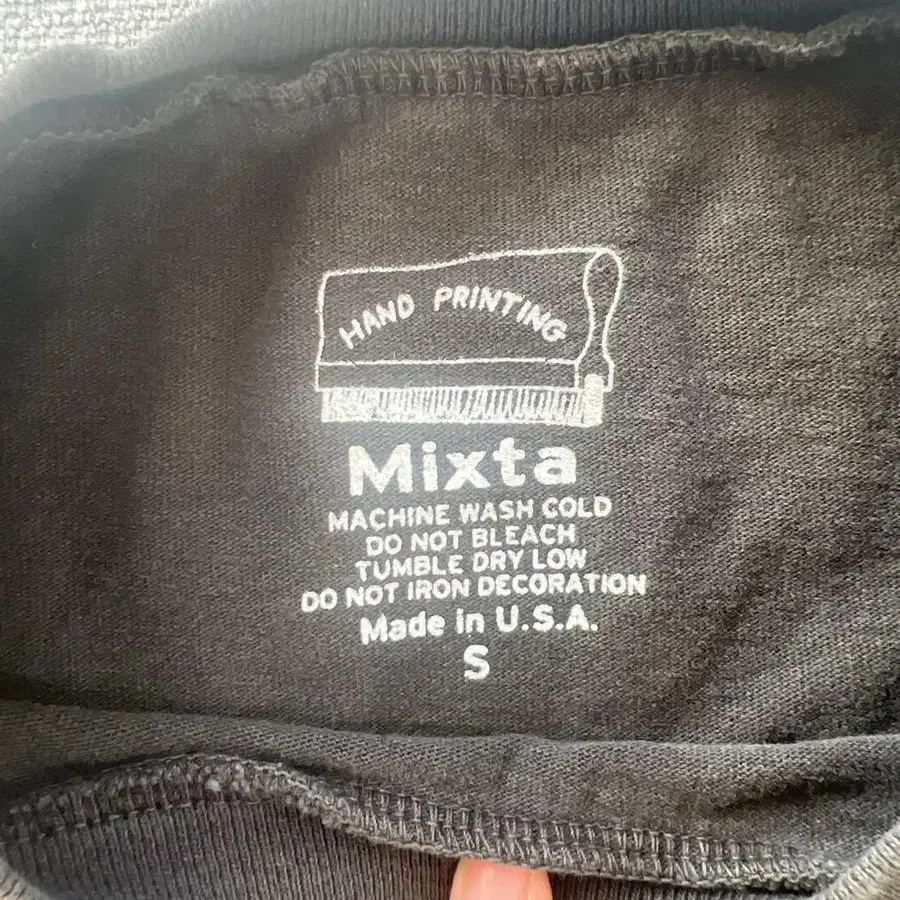 HAND PRINTING
Mixta
MACHINE WASH COLD
DO NOT BLEACH
TUMBLE DRY LOW
DO NOT IRON DECORATION
Made in U.S.A.
S